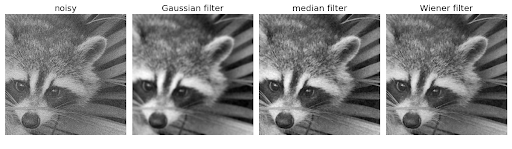 noisy
Gaussian filter
median filter
Wiener filter